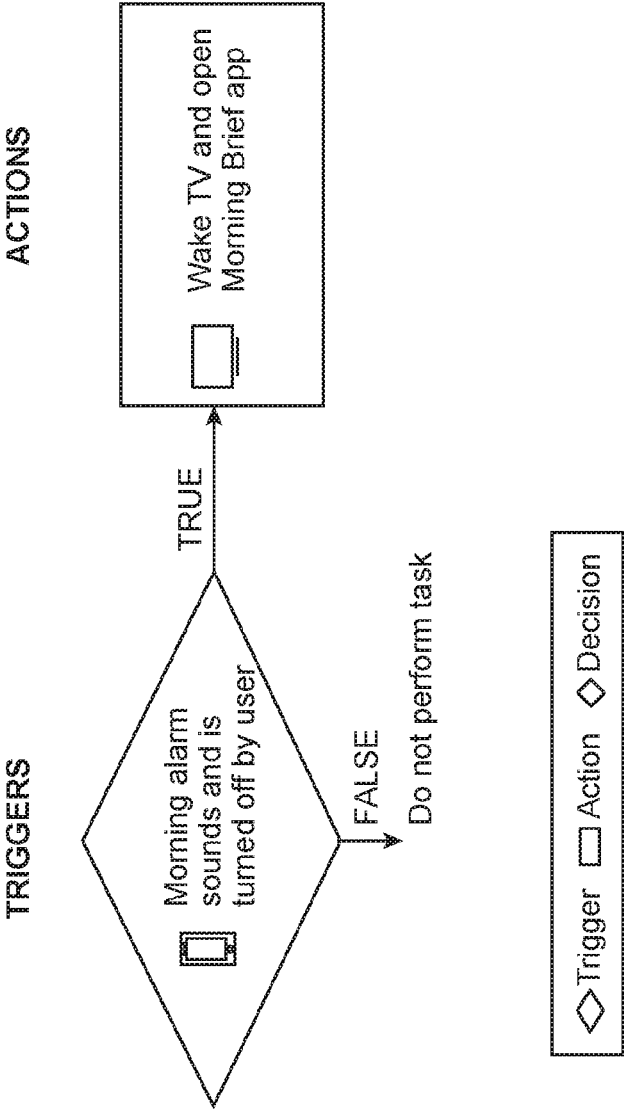 TRIGGERS
ACTIONS
Morning alarm
sounds and is
turned off by user
TRUE
Wake TV and open
Morning Brief app
FALSE
Do not perform task
Trigger Action Decision